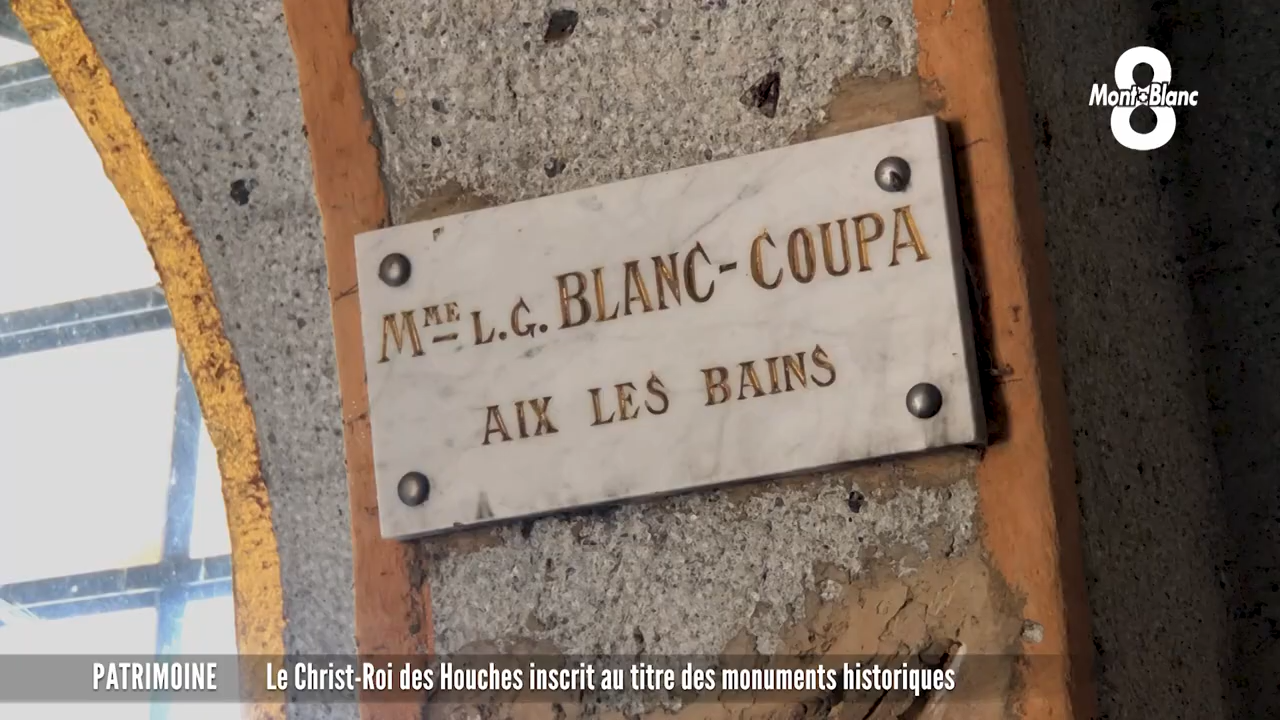 8
Mont Blanc
MME L.G. BLANC-COUPA
AIX LES BAINS
PATRIMOINE Le Christ-Roi des Houches inscrit au titre des monuments historiques